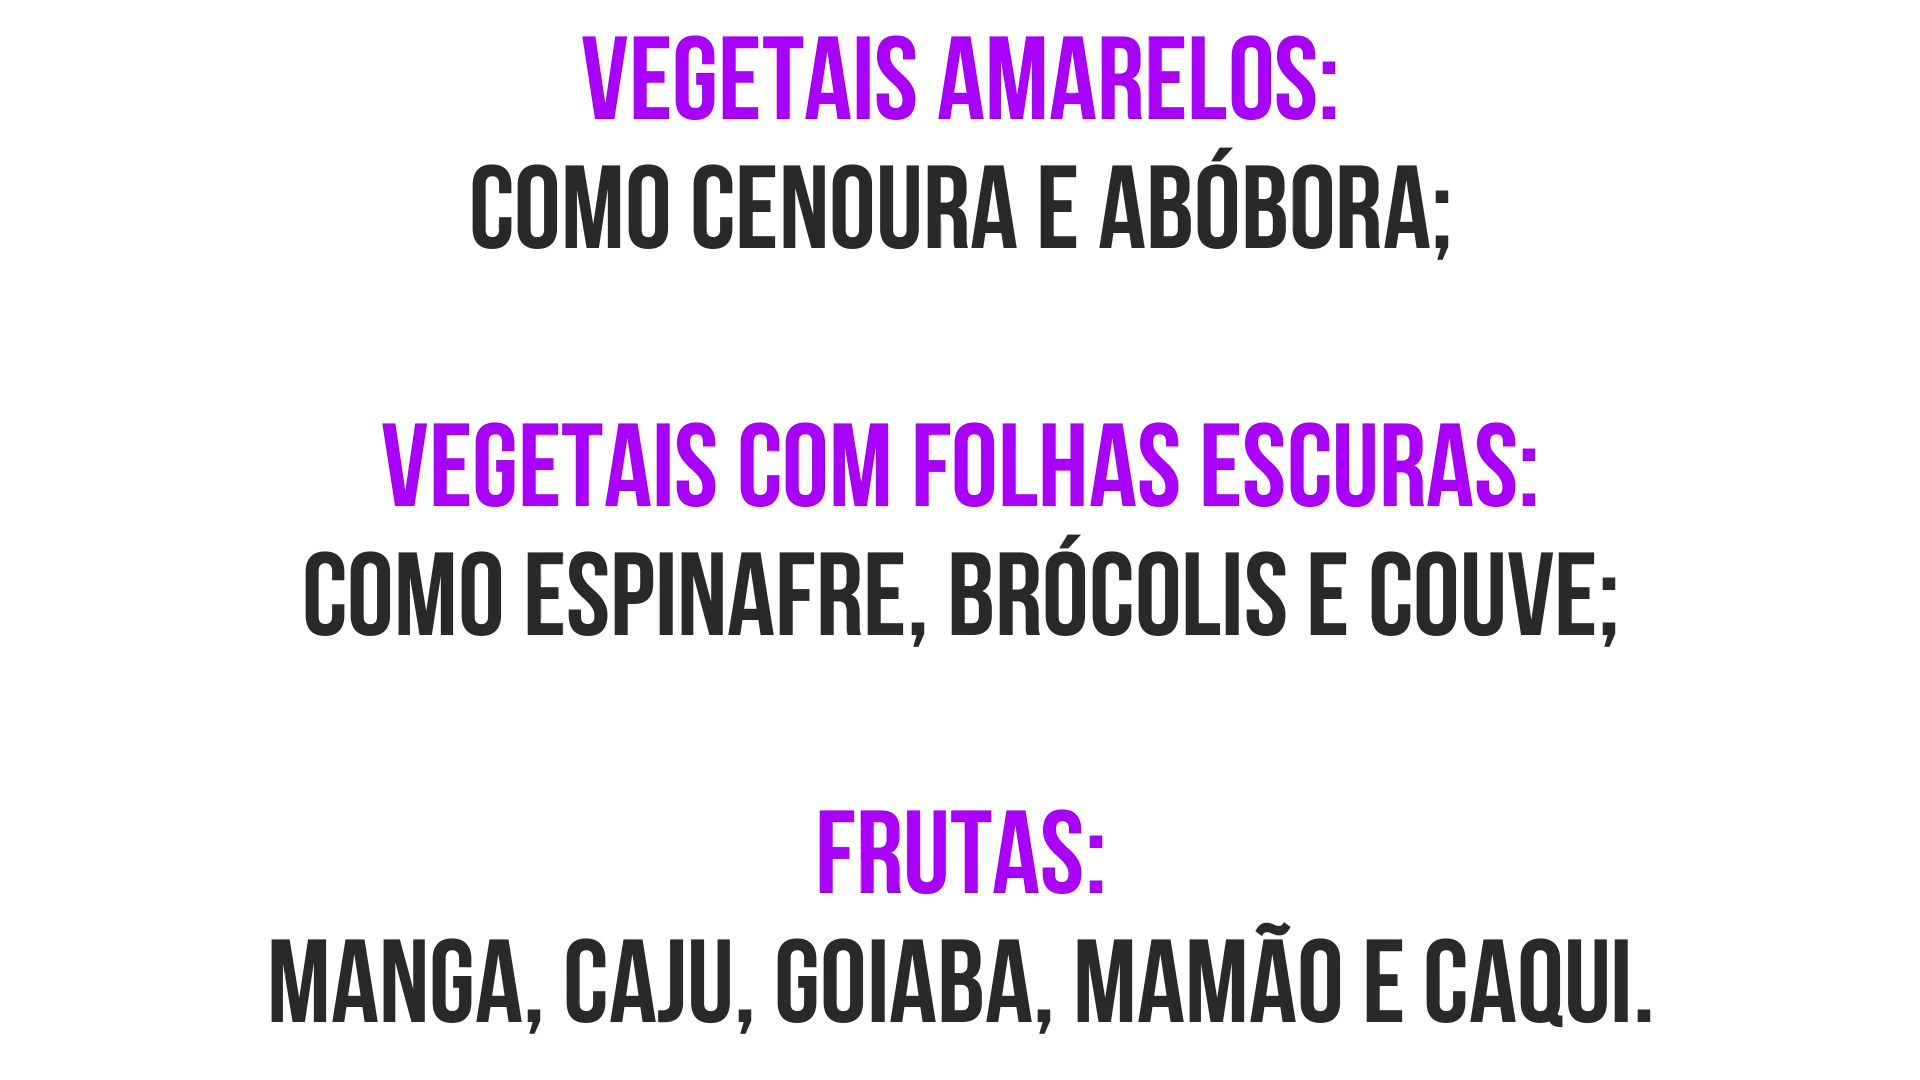 VEGETAIS AMARELOS:
COMO CENOURA E ABÓBORA;
VEGETAIS COM FOLHAS ESCURAS:
COMO ESPINAFRE, BRÓCOLIS E COUVE;
FRUTAS:
MANGA, CAJU, GOIABA, MAMÃO E CAQUI.